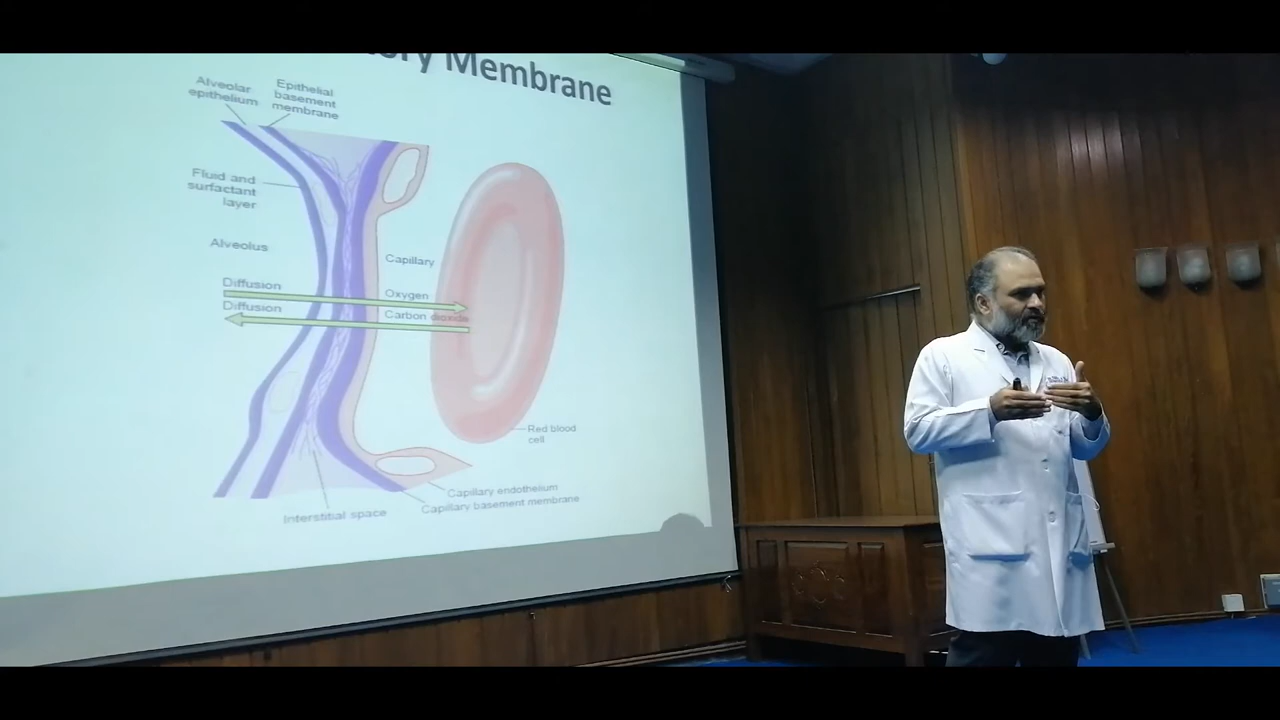 Membrane
Alveolar
epithelium
Epithelial
basement
membrane
Fluid and
surfactant
layer
Alveolus
Capillary
Diffusion
Oxygen
Diffusion
Carbon dioxide
Red blood
cell
Capillary endothelium
Capillary basement membrane
Interstitial space